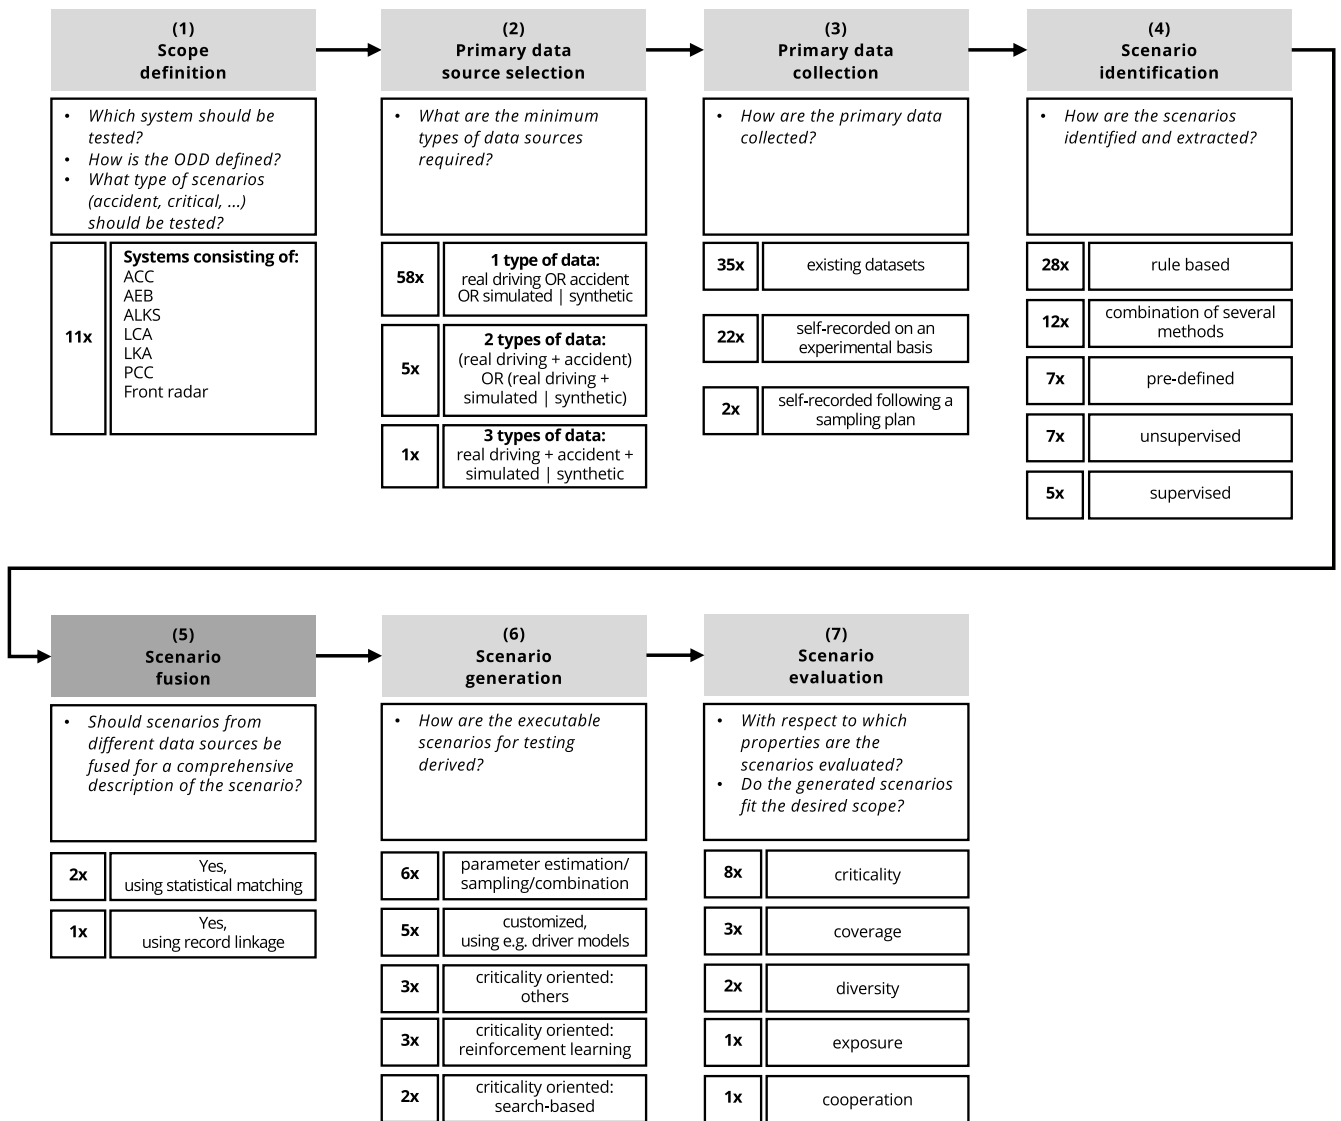 (1)
Scope
definition
• Which system should be
tested?
• How is the ODD defined?
• What type of scenarios
(accident, critical, ...)
should be tested?
11x
Systems consisting of:
ACC
AEB
ALKS
LCA
LKA
PCC
Front radar
(2)
Primary data
source selection
• What are the minimum
types of data sources
required?
58x
1 type of data:
real driving OR accident
OR simulated | synthetic
5x
2 types of data:
(real driving + accident)
OR (real driving +
simulated | synthetic)
1x
3 types of data:
real driving + accident +
simulated | synthetic
(3)
Primary data
collection
• How are the primary data
collected?
35x
existing datasets
22x
self-recorded on an
experimental basis
2x
self-recorded following a
sampling plan
(4)
Scenario
identification
• How are the scenarios
identified and extracted?
28x
rule based
12x
combination of several
methods
7x
pre-defined
7x
unsupervised
5x
supervised
(5)
Scenario
fusion
• Should scenarios from
different data sources be
fused for a comprehensive
description of the scenario?
2x
Yes,
using statistical matching
1x
Yes,
using record linkage
(6)
Scenario
generation
• How are the executable
scenarios for testing
derived?
6x
parameter estimation/
sampling/combination
5x
customized,
using e.g. driver models
3x
criticality oriented:
others
3x
criticality oriented:
reinforcement learning
2x
criticality oriented:
search-based
(7)
Scenario
evaluation
• With respect to which
properties are the
scenarios evaluated?
• Do the generated scenarios
fit the desired scope?
8x
criticality
3x
coverage
2x
diversity
1x
exposure
1x
cooperation